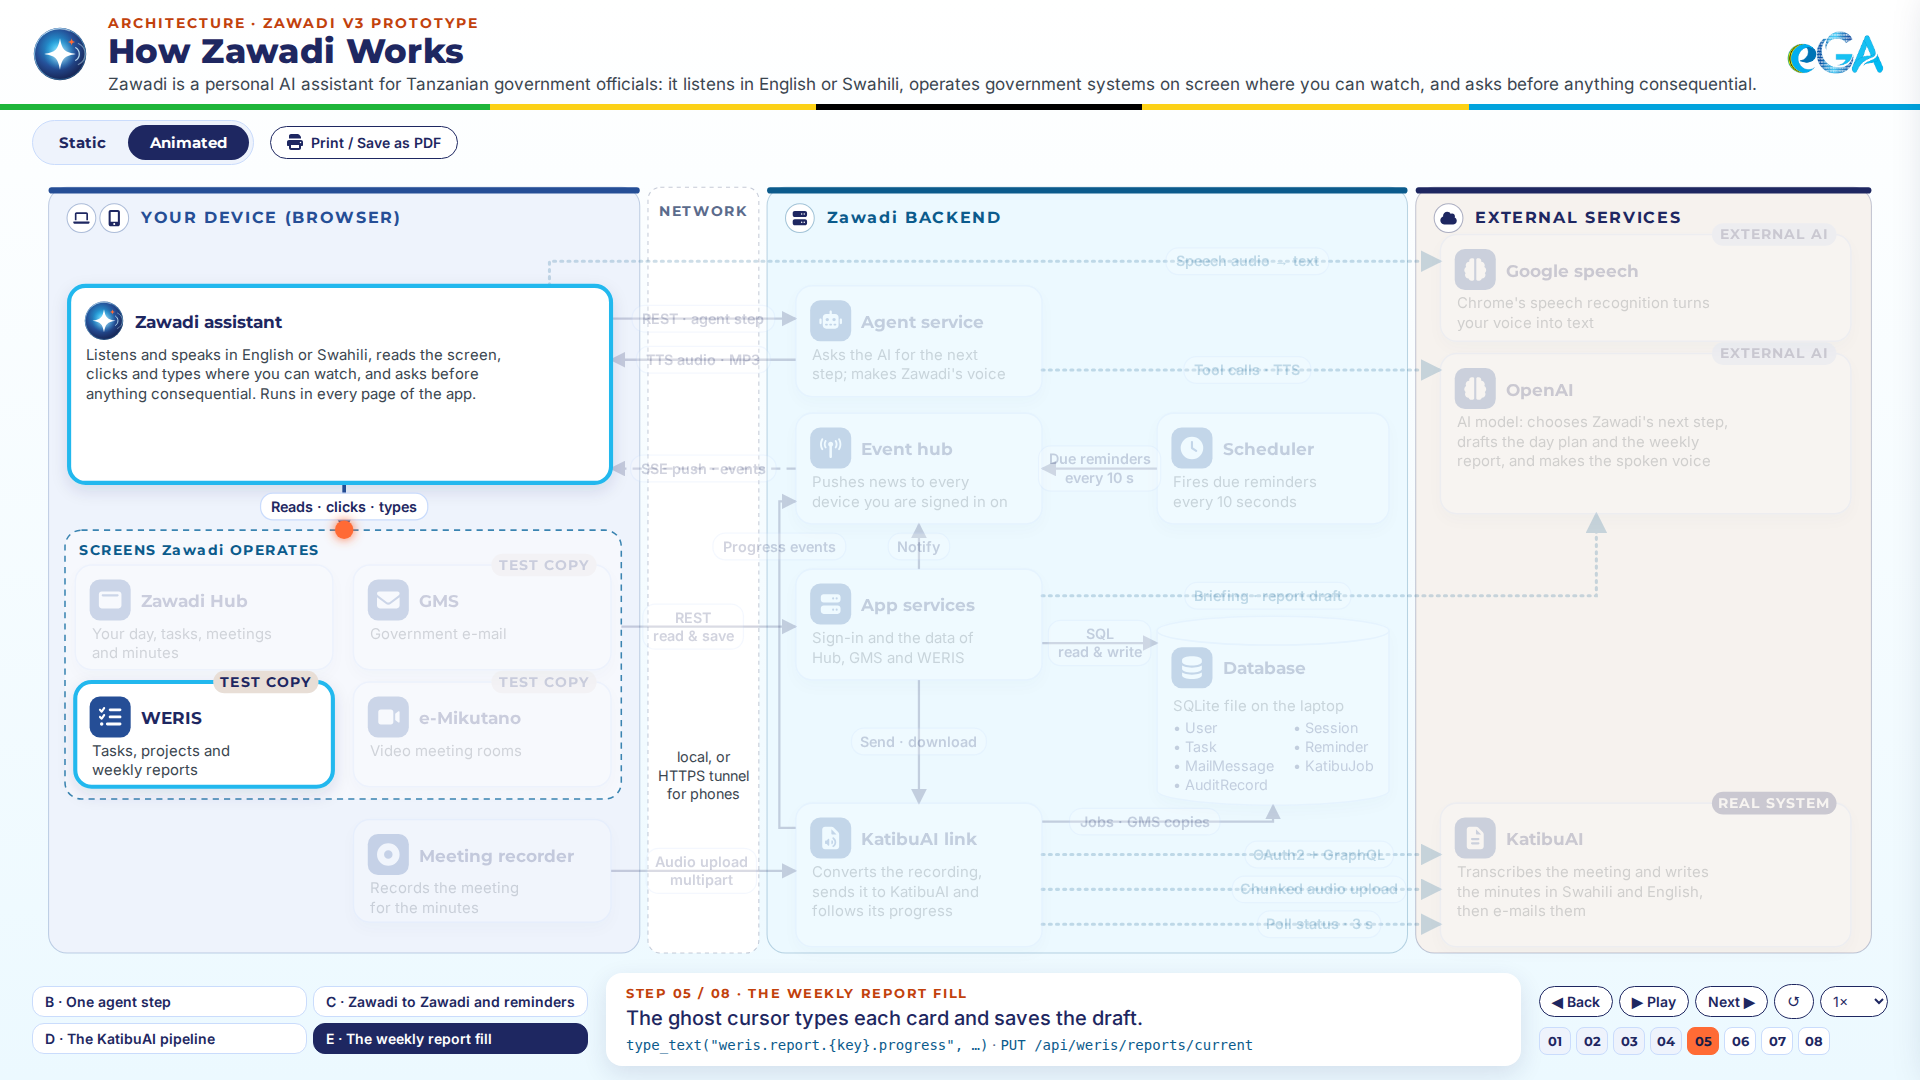 ARCHITECTURE · ZAWADI V3 PROTOTYPE
How Zawadi Works
Zawadi is a personal AI assistant for Tanzanian government officials: it listens in English or Swahili, operates government systems on screen where you can watch, and asks before anything consequential.
eGA
Static
Animated
Print / Save as PDF
YOUR DEVICE (BROWSER)
Zawadi assistant
Listens and speaks in English or Swahili, reads the screen,
clicks and types where you can watch, and asks before
anything consequential. Runs in every page of the app.
Reads · clicks · types
SCREENS Zawadi OPERATES
Zawadi Hub
Your day, tasks, meetings
and minutes
TEST COPY
GMS
Government e-mail
TEST COPY
WERIS
Tasks, projects and
weekly reports
TEST COPY
e-Mikutano
Video meeting rooms
Meeting recorder
Records the meeting
for the minutes
NETWORK
REST · agent step
TTS audio · MP3
SSE push · events
Progress events
REST
read & save
local, or
HTTPS tunnel
for phones
Audio upload
multipart
Zawadi BACKEND
Speech audio → text
Agent service
Asks the AI for the next
step; makes Zawadi's voice
Tool calls · TTS
Event hub
Pushes news to every
device you are signed in on
Due reminders
every 10 s
Scheduler
Fires due reminders
every 10 seconds
Notify
App services
Sign-in and the data of
Hub, GMS and WERIS
Briefing · report draft
SQL
read & write
Database
SQLite file on the laptop
• User
• Session
• Task
• Reminder
• MailMessage
• KatibuJob
• AuditRecord
Send · download
KatibuAI link
Converts the recording,
sends it to KatibuAI and
follows its progress
Jobs · GMS copies
OAuth2 + GraphQL
Chunked audio upload
Poll status · 3 s
EXTERNAL SERVICES
EXTERNAL AI
Google speech
Chrome's speech recognition turns
your voice into text
EXTERNAL AI
OpenAI
AI model: chooses Zawadi's next step,
drafts the day plan and the weekly
report, and makes the spoken voice
REAL SYSTEM
KatibuAI
Transcribes the meeting and writes
the minutes in Swahili and English,
then e-mails them
B · One agent step
C · Zawadi to Zawadi and reminders
D · The KatibuAI pipeline
E · The weekly report fill
STEP 05 / 08 · THE WEEKLY REPORT FILL
The ghost cursor types each card and saves the draft.
type_text("weris.report.{key}.progress", …) · PUT /api/weris/reports/current
◀ Back
▶ Play
Next ▶
↺
1×
01
02
03
04
05
06
07
08